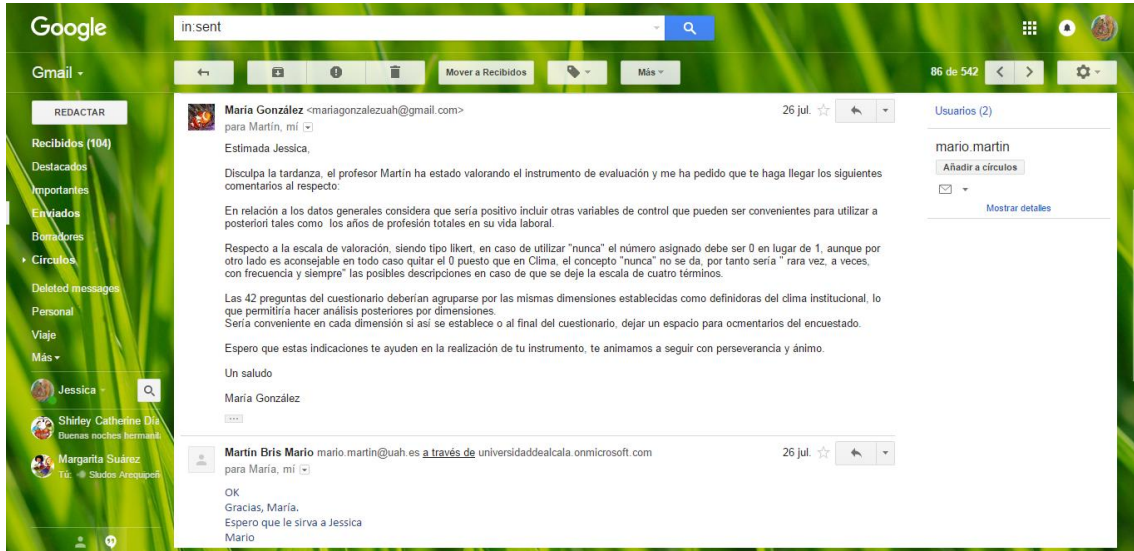 Google
in:sent
Gmail
Mover a Recibidos
Más
86 de 542
REDACTAR
Recibidos (104)
Destacados
Importantes
Enviados
Borradores
Círculos
Deleted messages
Personal
Viaje
Más
Jessica
Shirley Catherine Día
Buenas noches hermanita
Margarita Suárez
Tú: Sludos Arequipeñ
María González <mariagonzalezuah@gmail.com>
26 jul.
para Martín, mí
Estimada Jessica,
Disculpa la tardanza, el profesor Martín ha estado valorando el instrumento de evaluación y me ha pedido que te haga llegar los siguientes
comentarios al respecto:
En relación a los datos generales considera que sería positivo incluir otras variables de control que pueden ser convenientes para utilizar a
posteriori tales como los años de profesión totales en su vida laboral.
Respecto a la escala de valoración, siendo tipo likert, en caso de utilizar "nunca" el número asignado debe ser 0 en lugar de 1, aunque por
otro lado es aconsejable en todo caso quitar el 0 puesto que en Clima, el concepto "nunca" no se da, por tanto sería " rara vez, a veces,
con frecuencia y siempre" las posibles descripciones en caso de que se deje la escala de cuatro términos.
Las 42 preguntas del cuestionario deberían agruparse por las mismas dimensiones establecidas como definidoras del clima institucional, lo
que permitiría hacer análisis posteriores por dimensiones.
Sería conveniente en cada dimensión si así se establece o al final del cuestionario, dejar un espacio para ocmentarios del encuestado.
Espero que estas indicaciones te ayuden en la realización de tu instrumento, te animamos a seguir con perseverancia y ánimo.
Un saludo
María González
Martín Bris Mario mario.martin@uah.es a través de universidaddealcala.onmicrosoft.com
26 jul.
para María, mí
OK
Gracias, María.
Espero que le sirva a Jessica
Mario
Usuarios (2)
mario.martin
Añadir a círculos
Mostrar detalles